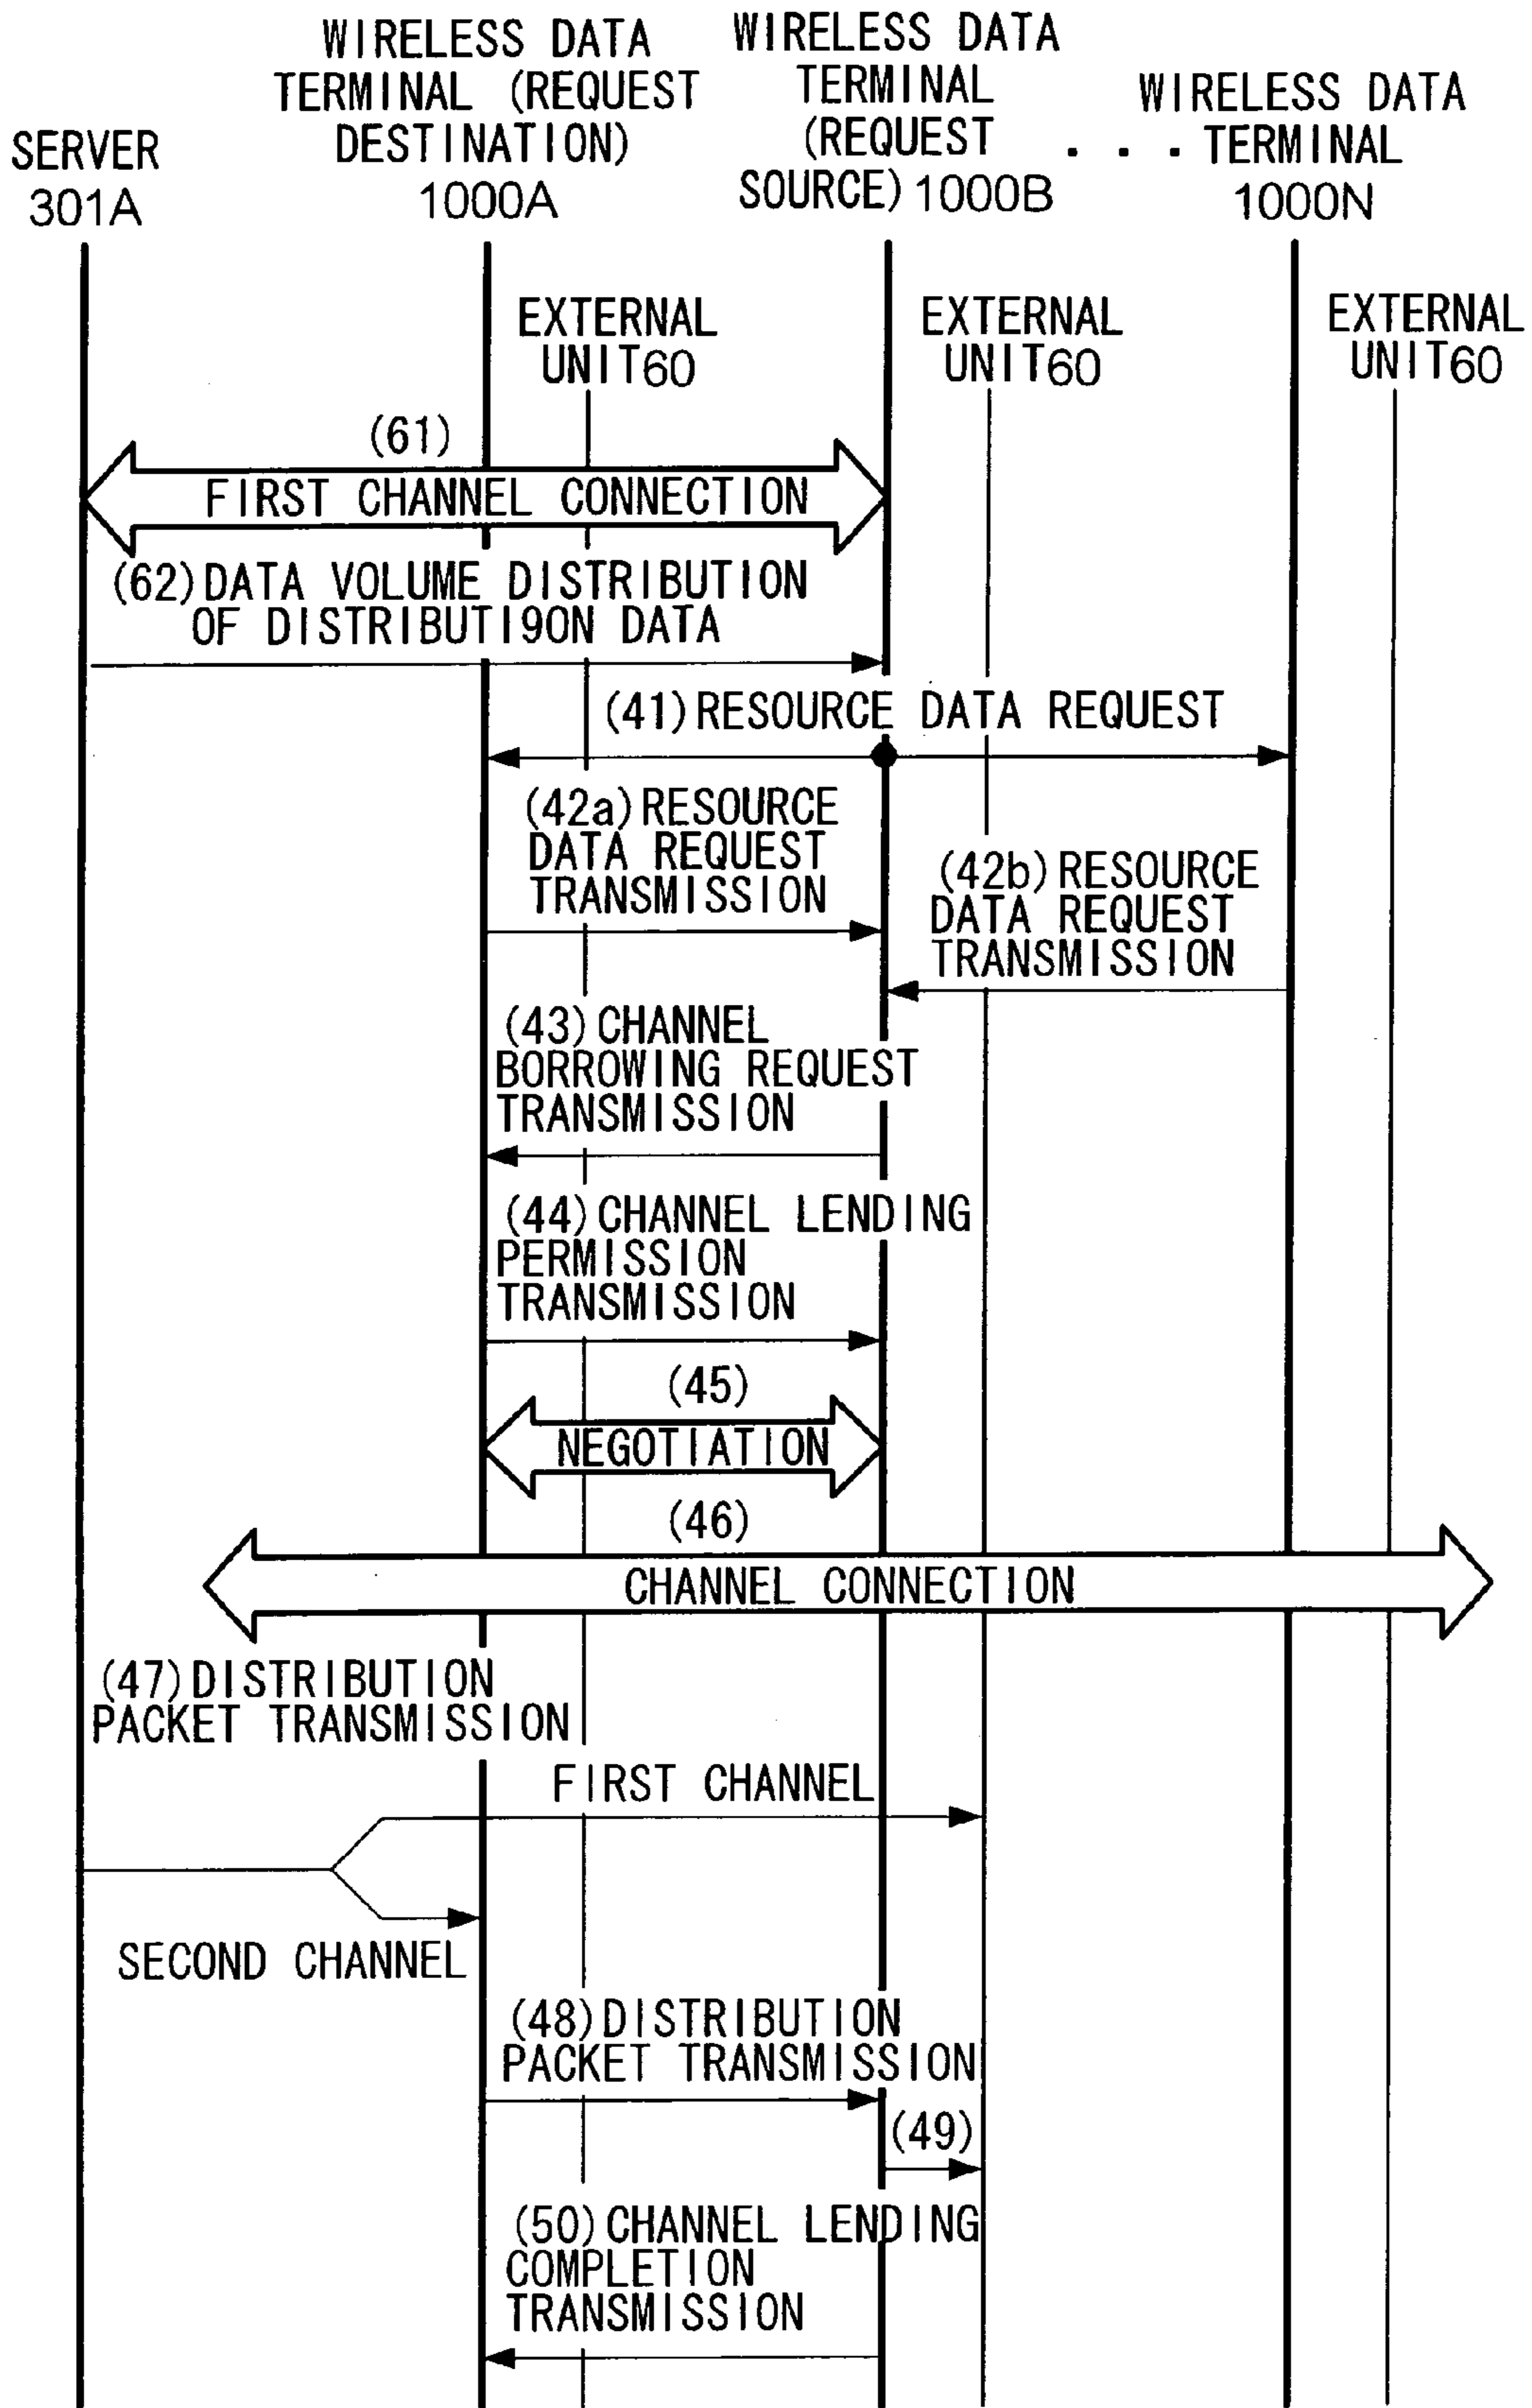 SERVER
301A
WIRELESS DATA
TERMINAL (REQUEST
DESTINATION)
1000A
WIRELESS DATA
TERMINAL
(REQUEST
SOURCE) 1000B
. . .
WIRELESS DATA
TERMINAL
1000N
EXTERNAL
UNIT60
EXTERNAL
UNIT60
EXTERNAL
UNIT60
(61)
FIRST CHANNEL CONNECTION
(62) DATA VOLUME DISTRIBUTION
OF DISTRIBUTI9ON DATA
(41) RESOURCE DATA REQUEST
(42a) RESOURCE
DATA REQUEST
TRANSMISSION
(42b) RESOURCE
DATA REQUEST
TRANSMISSION
(43) CHANNEL
BORROWING REQUEST
TRANSMISSION
(44) CHANNEL LENDING
PERMISSION
TRANSMISSION
(45)
NEGOTIATION
(46)
CHANNEL CONNECTION
(47) DISTRIBUTION
PACKET TRANSMISSION
FIRST CHANNEL
SECOND CHANNEL
(48) DISTRIBUTION
PACKET TRANSMISSION
(49)
(50) CHANNEL LENDING
COMPLETION
TRANSMISSION